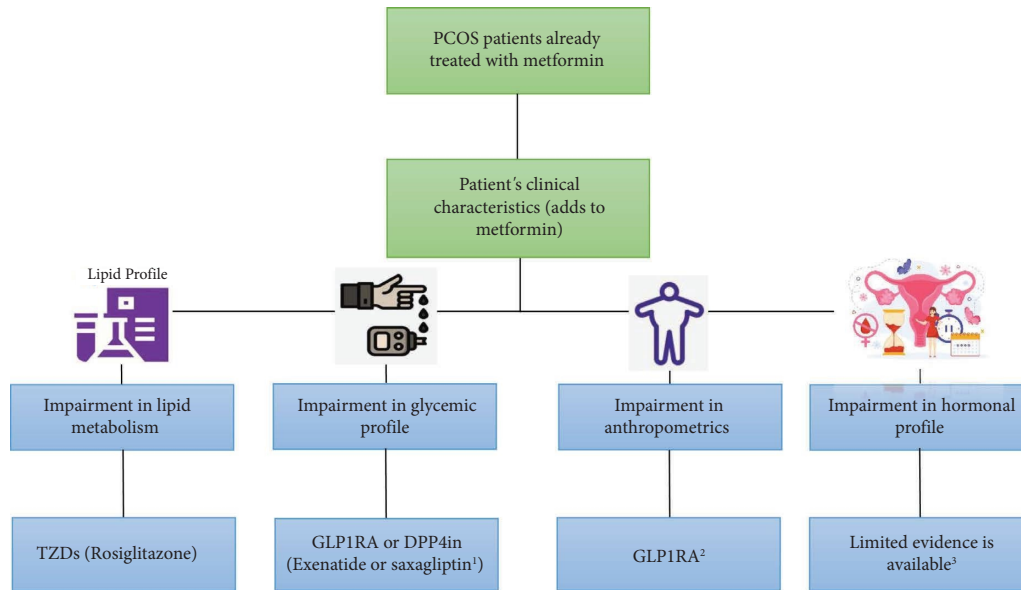 PCOS patients already
treated with metformin
Patient's clinical
characteristics (adds to
metformin)
Lipid Profile
Impairment in lipid
metabolism
Impairment in glycemic
profile
Impairment in
anthropometrics
Impairment in hormonal
profile
TZDs (Rosiglitazone)
GLP1RA or DPP4in
(Exenatide or saxagliptin¹)
GLP1RA²
Limited evidence is
available³